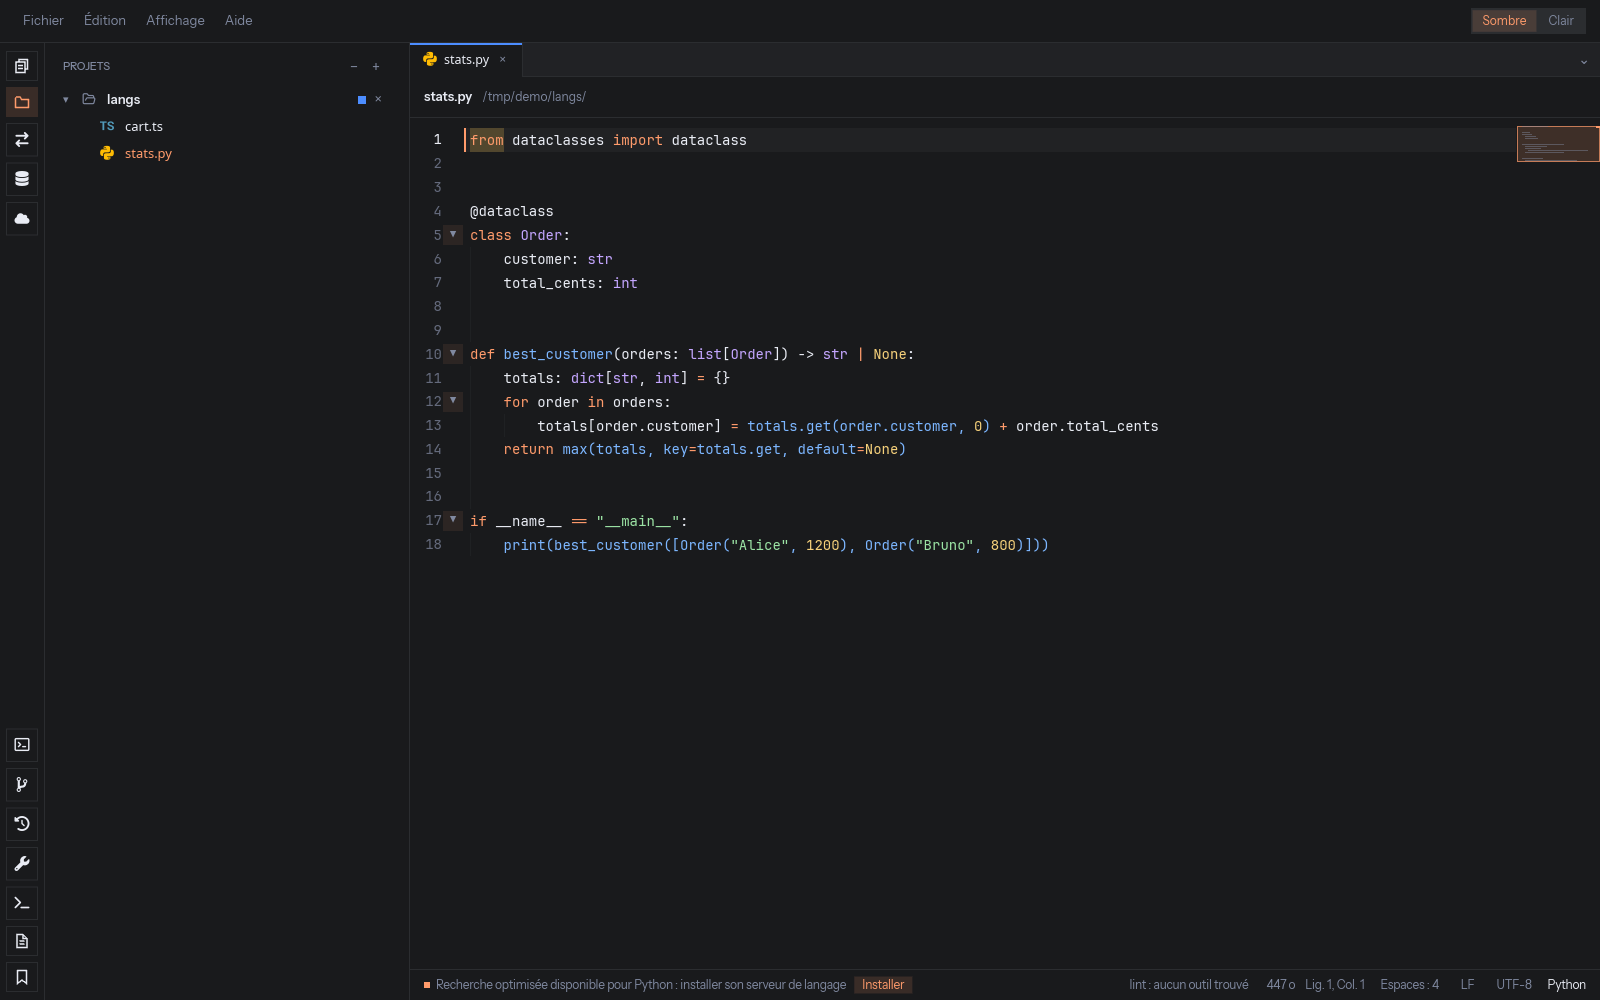 Fichier Édition Affichage Aide Sombre Clair
PROJETS − +
langs ×
TS cart.ts
stats.py
stats.py ×
stats.py /tmp/demo/langs/
1 from dataclasses import dataclass
2
3
4 @dataclass
5 class Order:
6     customer: str
7     total_cents: int
8
9
10 def best_customer(orders: list[Order]) -> str | None:
11     totals: dict[str, int] = {}
12     for order in orders:
13         totals[order.customer] = totals.get(order.customer, 0) + order.total_cents
14     return max(totals, key=totals.get, default=None)
15
16
17 if __name__ == "__main__":
18     print(best_customer([Order("Alice", 1200), Order("Bruno", 800)]))
Recherche optimisée disponible pour Python : installer son serveur de langage Installer lint : aucun outil trouvé 447 o Lig. 1, Col. 1 Espaces : 4 LF UTF-8 Python